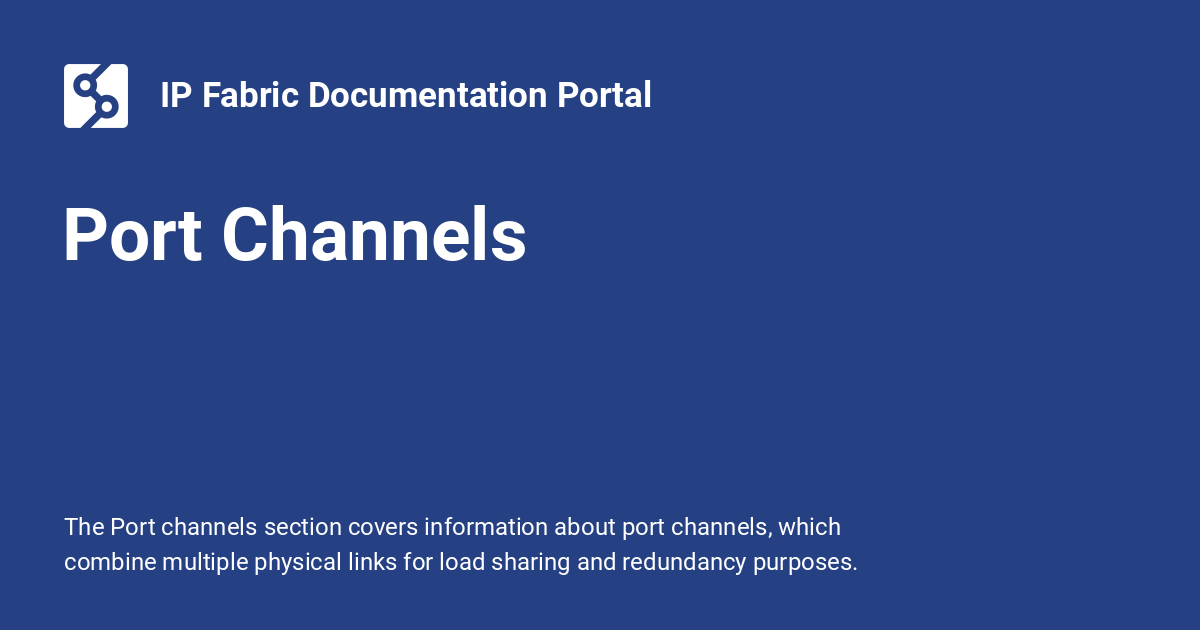 IP Fabric Documentation Portal
Port Channels
The Port channels section covers information about port channels, which
combine multiple physical links for load sharing and redundancy purposes.